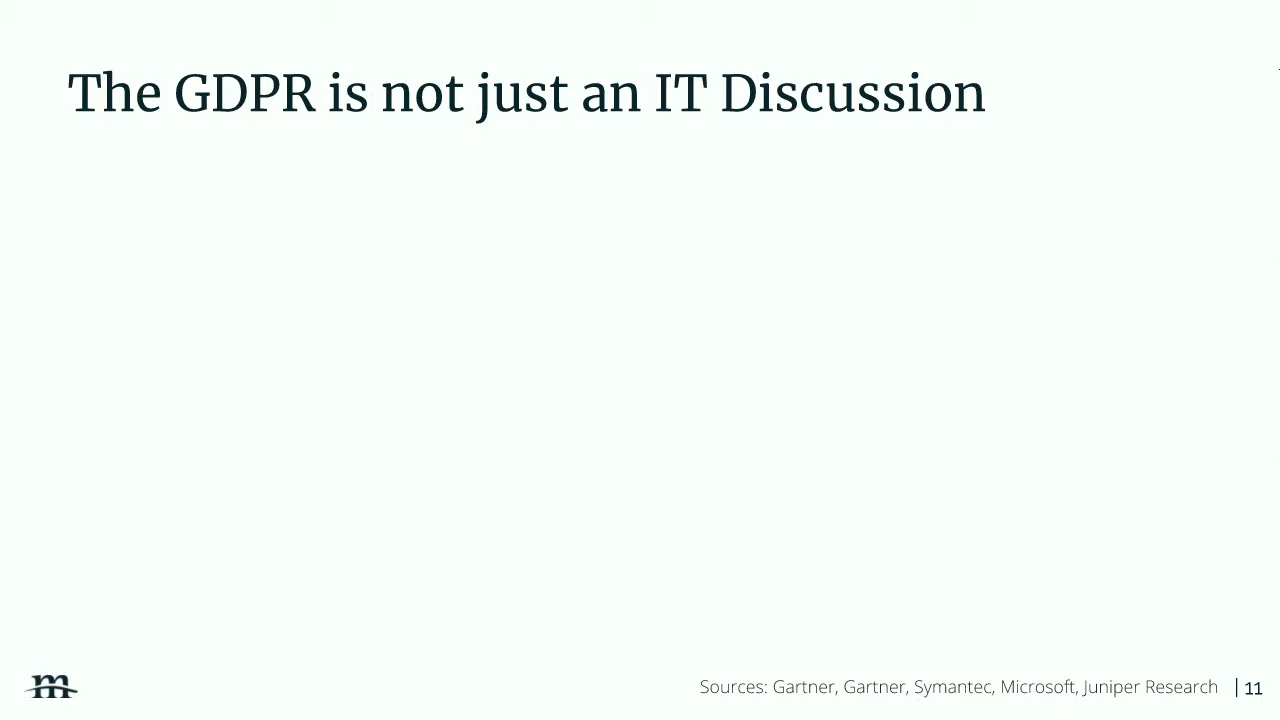 The GDPR is not just an IT Discussion
m
Sources: Gartner, Gartner, Symantec, Microsoft, Juniper Research | 11